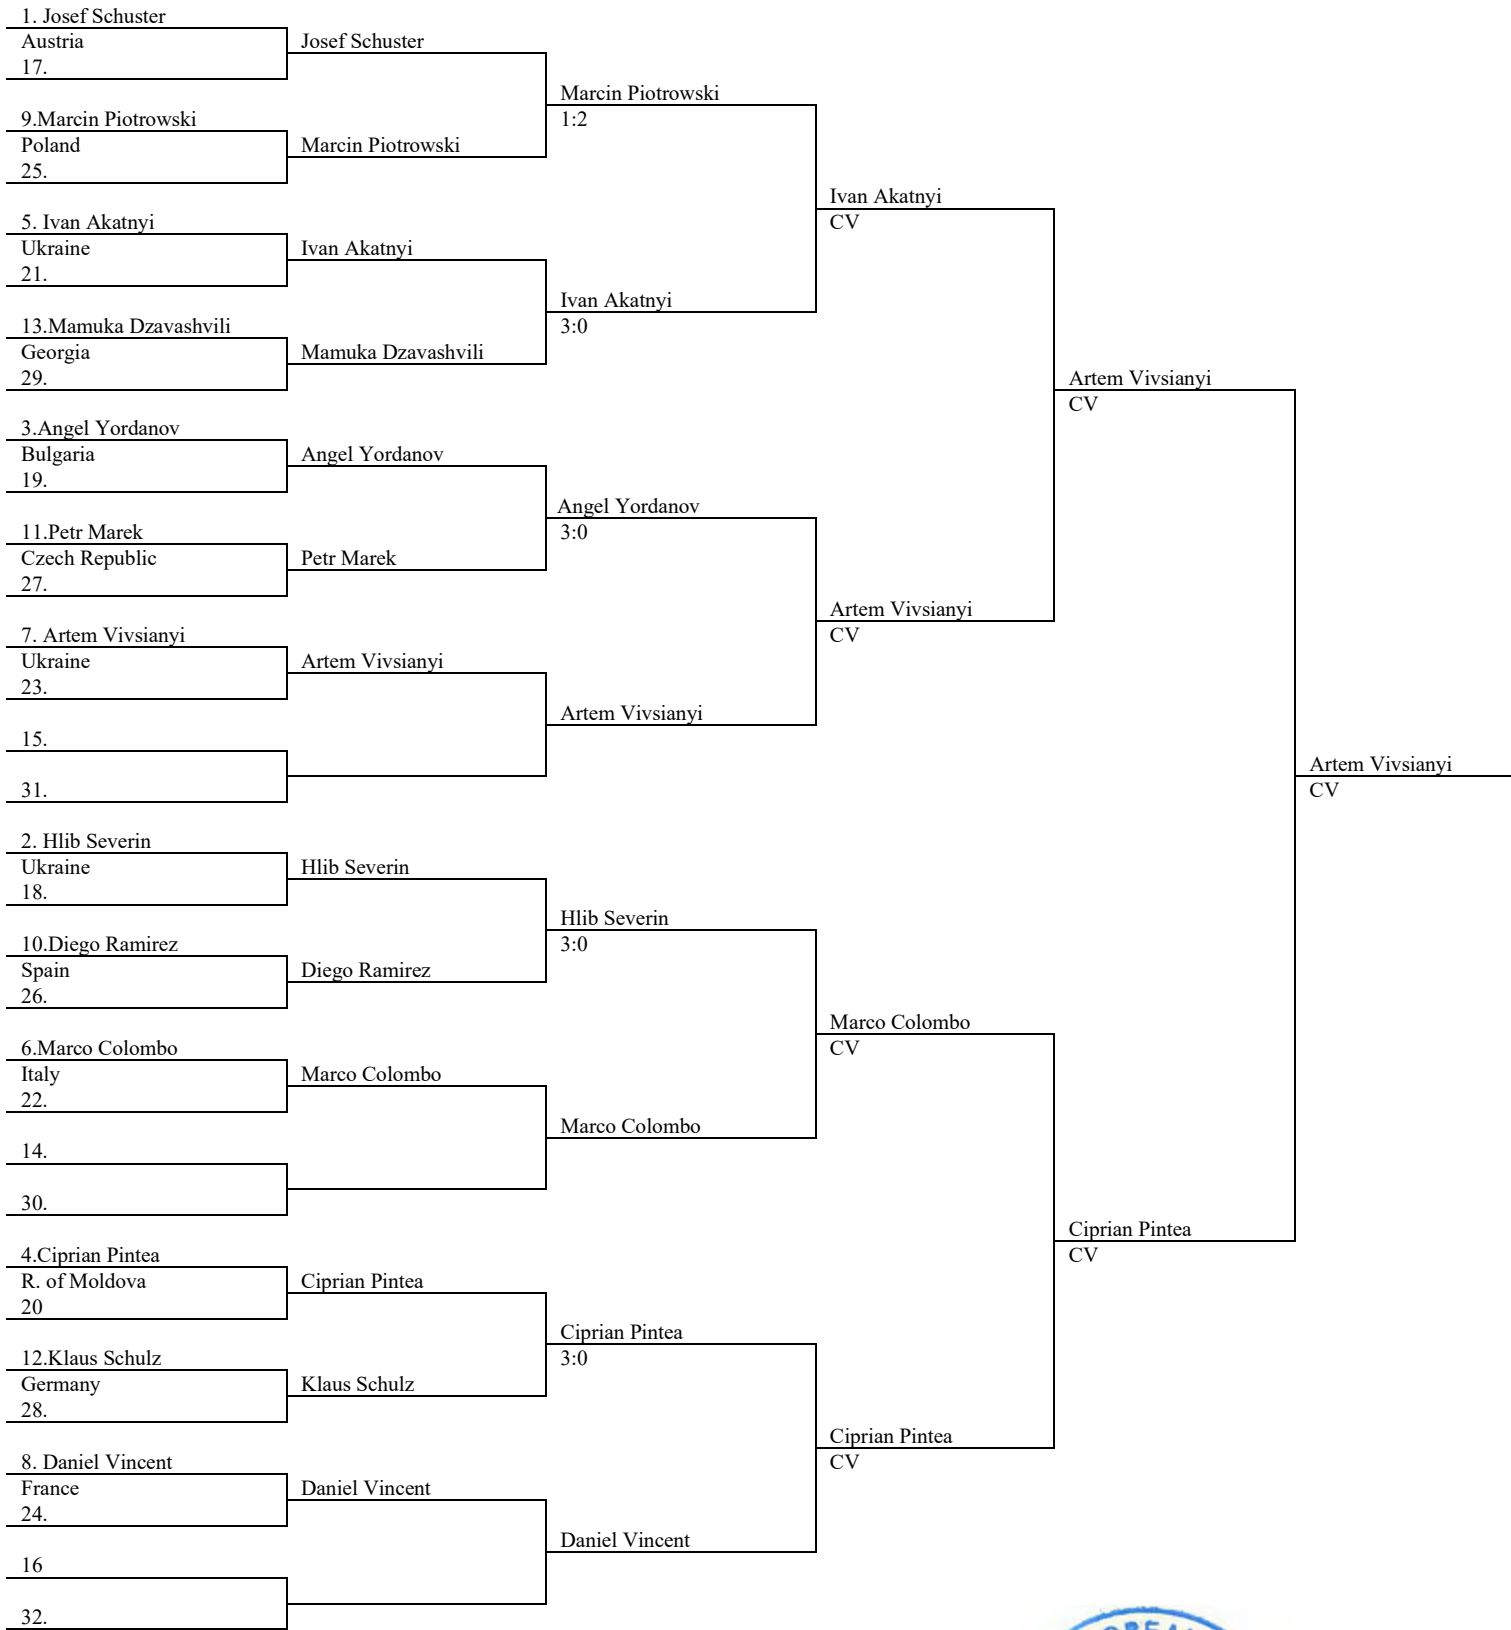 1. Josef Schuster
Austria
17.
9.Marcin Piotrowski
Poland
25.
5. Ivan Akatnyi
Ukraine
21.
13.Mamuka Dzavashvili
Georgia
29.
3.Angel Yordanov
Bulgaria
19.
11.Petr Marek
Czech Republic
27.
7. Artem Vivsianyi
Ukraine
23.
15.
31.
2. Hlib Severin
Ukraine
18.
10.Diego Ramirez
Spain
26.
6.Marco Colombo
Italy
22.
14.
30.
4.Ciprian Pintea
R. of Moldova
20
12.Klaus Schulz
Germany
28.
8. Daniel Vincent
France
24.
16
32.
Josef Schuster
Marcin Piotrowski
Ivan Akatnyi
Mamuka Dzavashvili
Angel Yordanov
Petr Marek
Artem Vivsianyi
Hlib Severin
Diego Ramirez
Marco Colombo
Ciprian Pintea
Klaus Schulz
Daniel Vincent
Marcin Piotrowski
1:2
Ivan Akatnyi
3:0
Angel Yordanov
3:0
Artem Vivsianyi
Hlib Severin
3:0
Marco Colombo
Ciprian Pintea
3:0
Daniel Vincent
Ivan Akatnyi
CV
Artem Vivsianyi
CV
Marco Colombo
CV
Ciprian Pintea
CV
Artem Vivsianyi
CV
Ciprian Pintea
CV
Artem Vivsianyi
CV